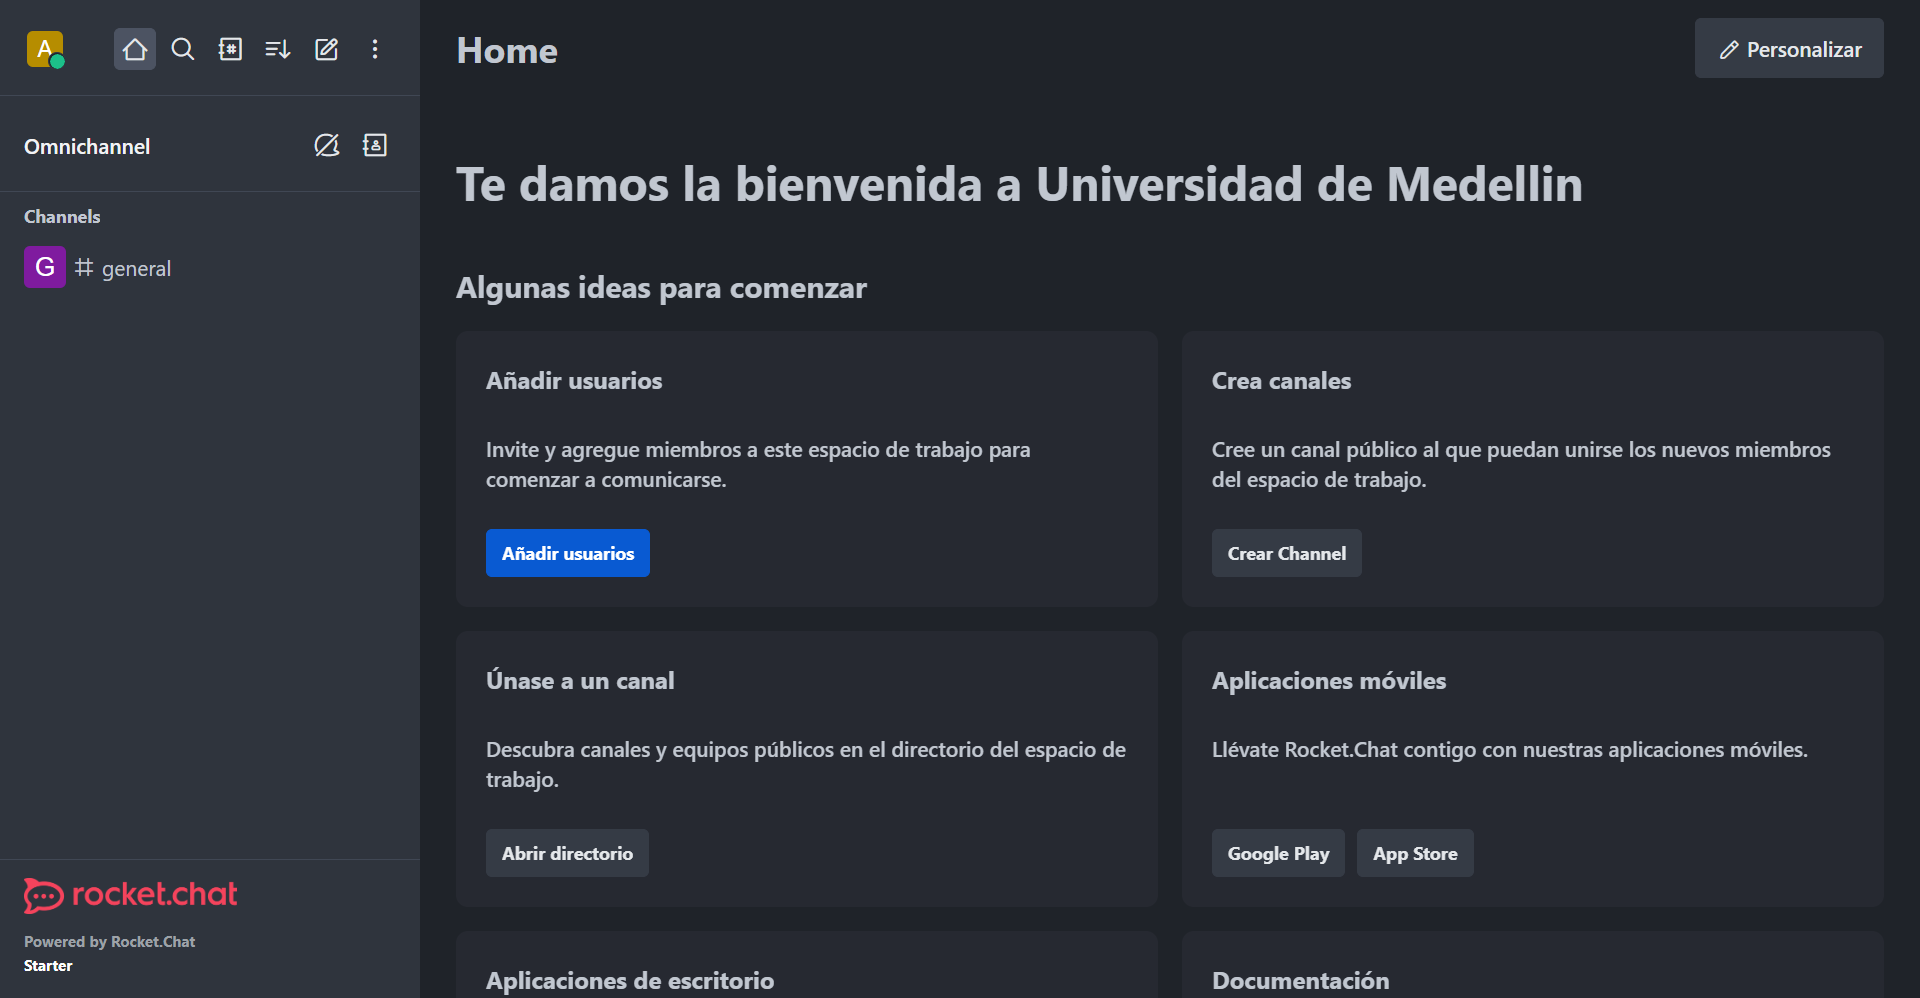 A
Home
Personalizar
Omnichannel
Te damos la bienvenida a Universidad de Medellin
Channels
G # general
Algunas ideas para comenzar
Añadir usuarios
Invite y agregue miembros a este espacio de trabajo para
comenzar a comunicarse.
Añadir usuarios
Crea canales
Cree un canal público al que puedan unirse los nuevos miembros
del espacio de trabajo.
Crear Channel
Únase a un canal
Descubra canales y equipos públicos en el directorio del espacio de
trabajo.
Abrir directorio
Aplicaciones móviles
Llévate Rocket.Chat contigo con nuestras aplicaciones móviles.
Google Play App Store
Aplicaciones de escritorio
Documentación
rocket.chat
Powered by Rocket.Chat
Starter